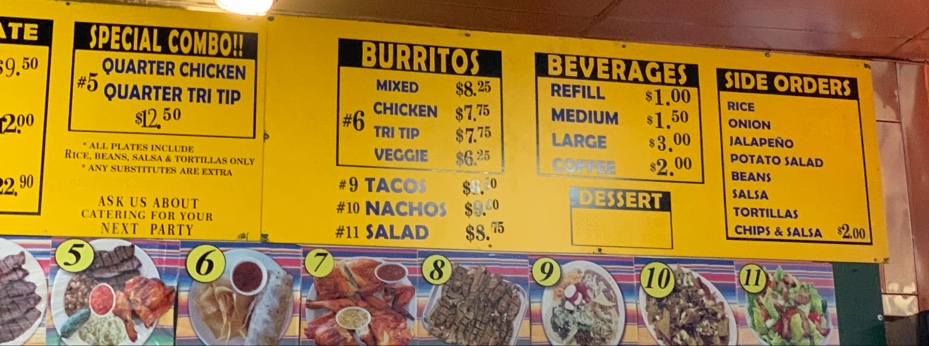 ATE
$9.50
12.00
22.90
SPECIAL COMBO!!
#5 QUARTER CHICKEN
QUARTER TRI TIP
$12.50
* ALL PLATES INCLUDE
RICE, BEANS, SALSA & TORTILLAS ONLY
* ANY SUBSTITUTES ARE EXTRA
ASK US ABOUT
CATERING FOR YOUR
NEXT PARTY
BURRITOS
#6
MIXED $8.25
CHICKEN $7.75
TRI TIP $7.75
VEGGIE $6.25
#9 TACOS
#10 NACHOS
#11 SALAD $8.75
BEVERAGES
REFILL $1.00
MEDIUM $1.50
LARGE $3.00
COFFEE $2.00
DESSERT
SIDE ORDERS
RICE
ONION
JALAPEÑO
POTATO SALAD
BEANS
SALSA
TORTILLAS
CHIPS & SALSA $2.00
5 6 7 8 9 10 11